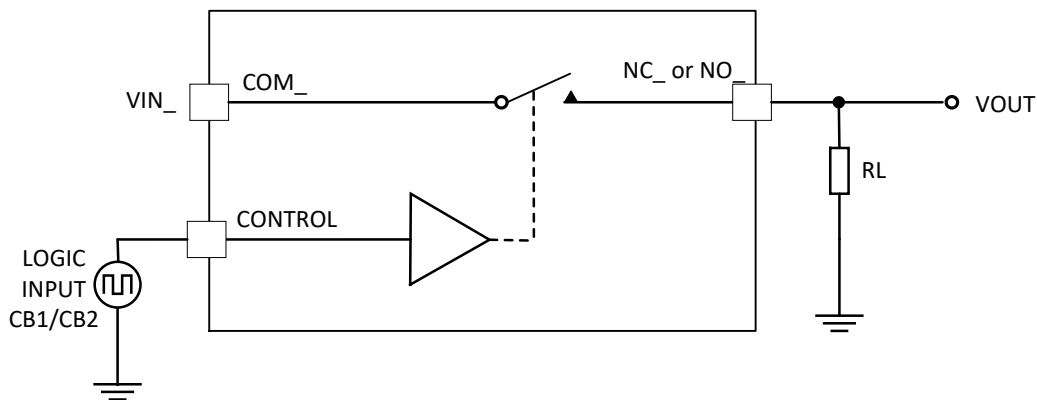 COM_
NC_ or NO_
VIN_
VOUT
RL
CONTROL
LOGIC
INPUT
CB1/CB2